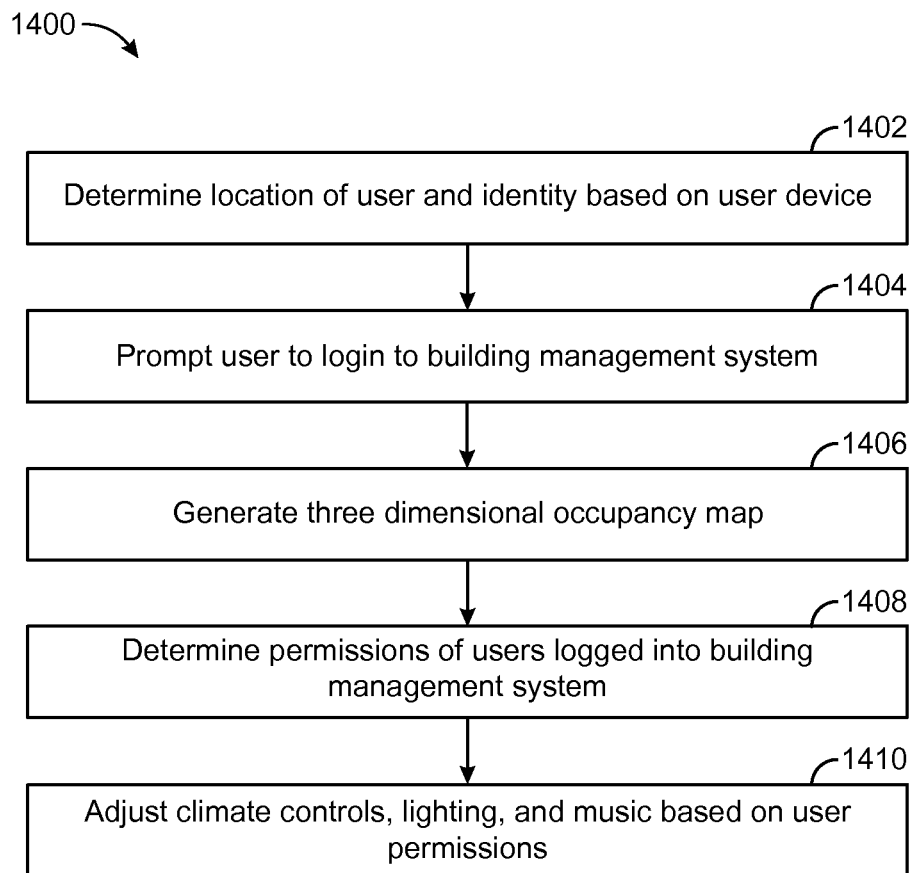 1400
1402
Determine location of user and identity based on user device
1404
Prompt user to login to building management system
1406
Generate three dimensional occupancy map
1408
Determine permissions of users logged into building
management system
1410
Adjust climate controls, lighting, and music based on user
permissions